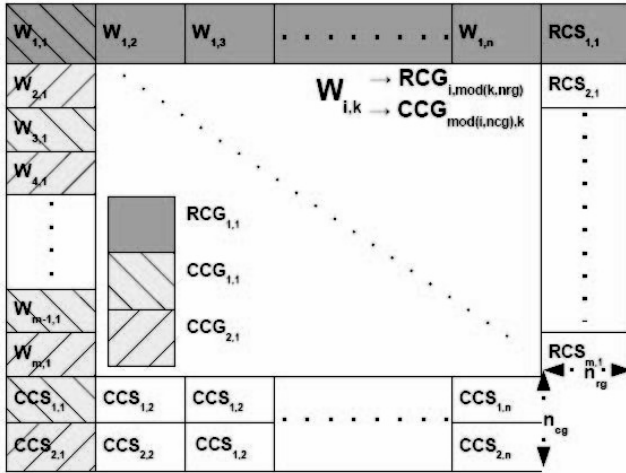 W1,1 W1,2 W1,3 W1,n RCS1,1
W2,1 Wi,k → RCGi,mod(k,nrg) RCS2,1
→ CCGmod(i,ncg),k
W3,1
W4,1
RCG1,1
CCG1,1
Wm-1,1
CCG2,1
Wm,1 RCSm,1
nrg
CCS1,1 CCS1,2 CCS1,2 CCS1,n
ncg
CCS2,1 CCS2,2 CCS1,2 CCS2,n